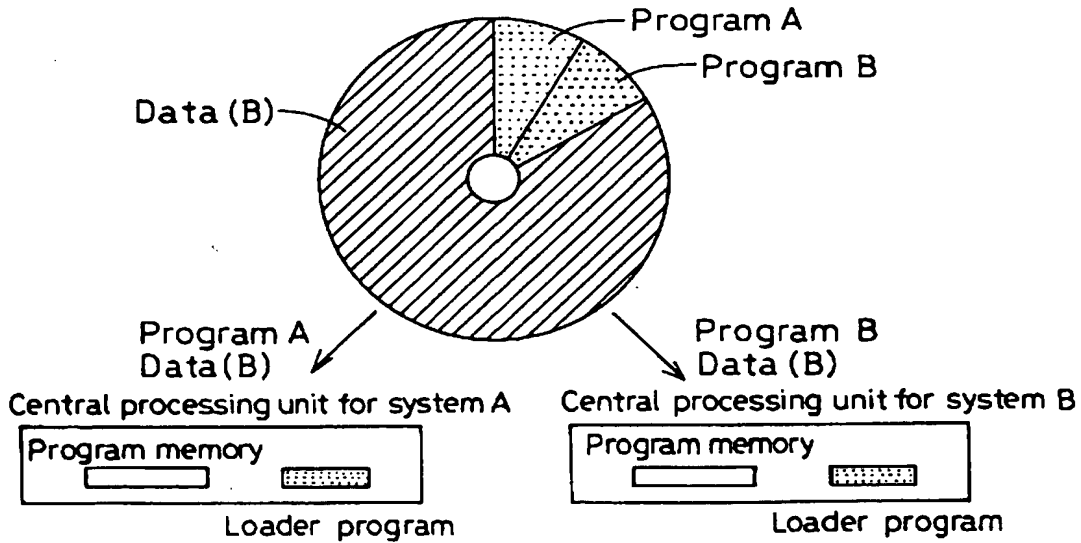 Program A
Program B
Data (B)
Program A
Data(B)
Program B
Data (B)
Central processing unit for system A
Central processing unit for system B
Program memory
Program memory
Loader program
Loader program